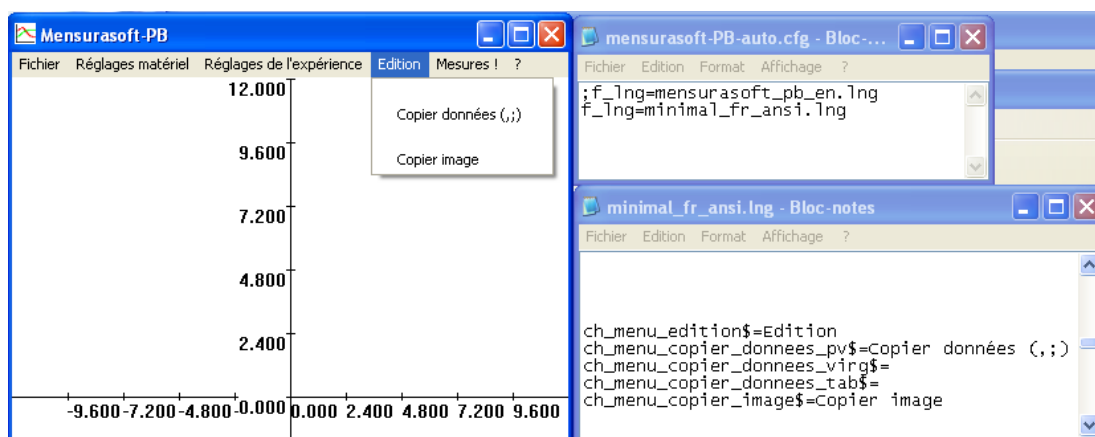 Mensurasoft-PB
Fichier Réglages matériel Réglages de l'expérience Edition Mesures ! ?
Copier données (,;)
Copier image
12.000
9.600
7.200
4.800
2.400
-9.600 -7.200 -4.800 -0.000 0.000 2.400 4.800 7.200 9.600
mensurasoft-PB-auto.cfg - Bloc-...
Fichier Edition Format Affichage ?
;f_lng=mensurasoft_pb_en.lng
f_lng=minimal_fr_ansi.lng
minimal_fr_ansi.lng - Bloc-notes
Fichier Edition Format Affichage ?
ch_menu_edition$=Edition
ch_menu_copier_donnees_pv$=Copier données (,;)
ch_menu_copier_donnees_virg$=
ch_menu_copier_donnees_tab$=
ch_menu_copier_image$=Copier image